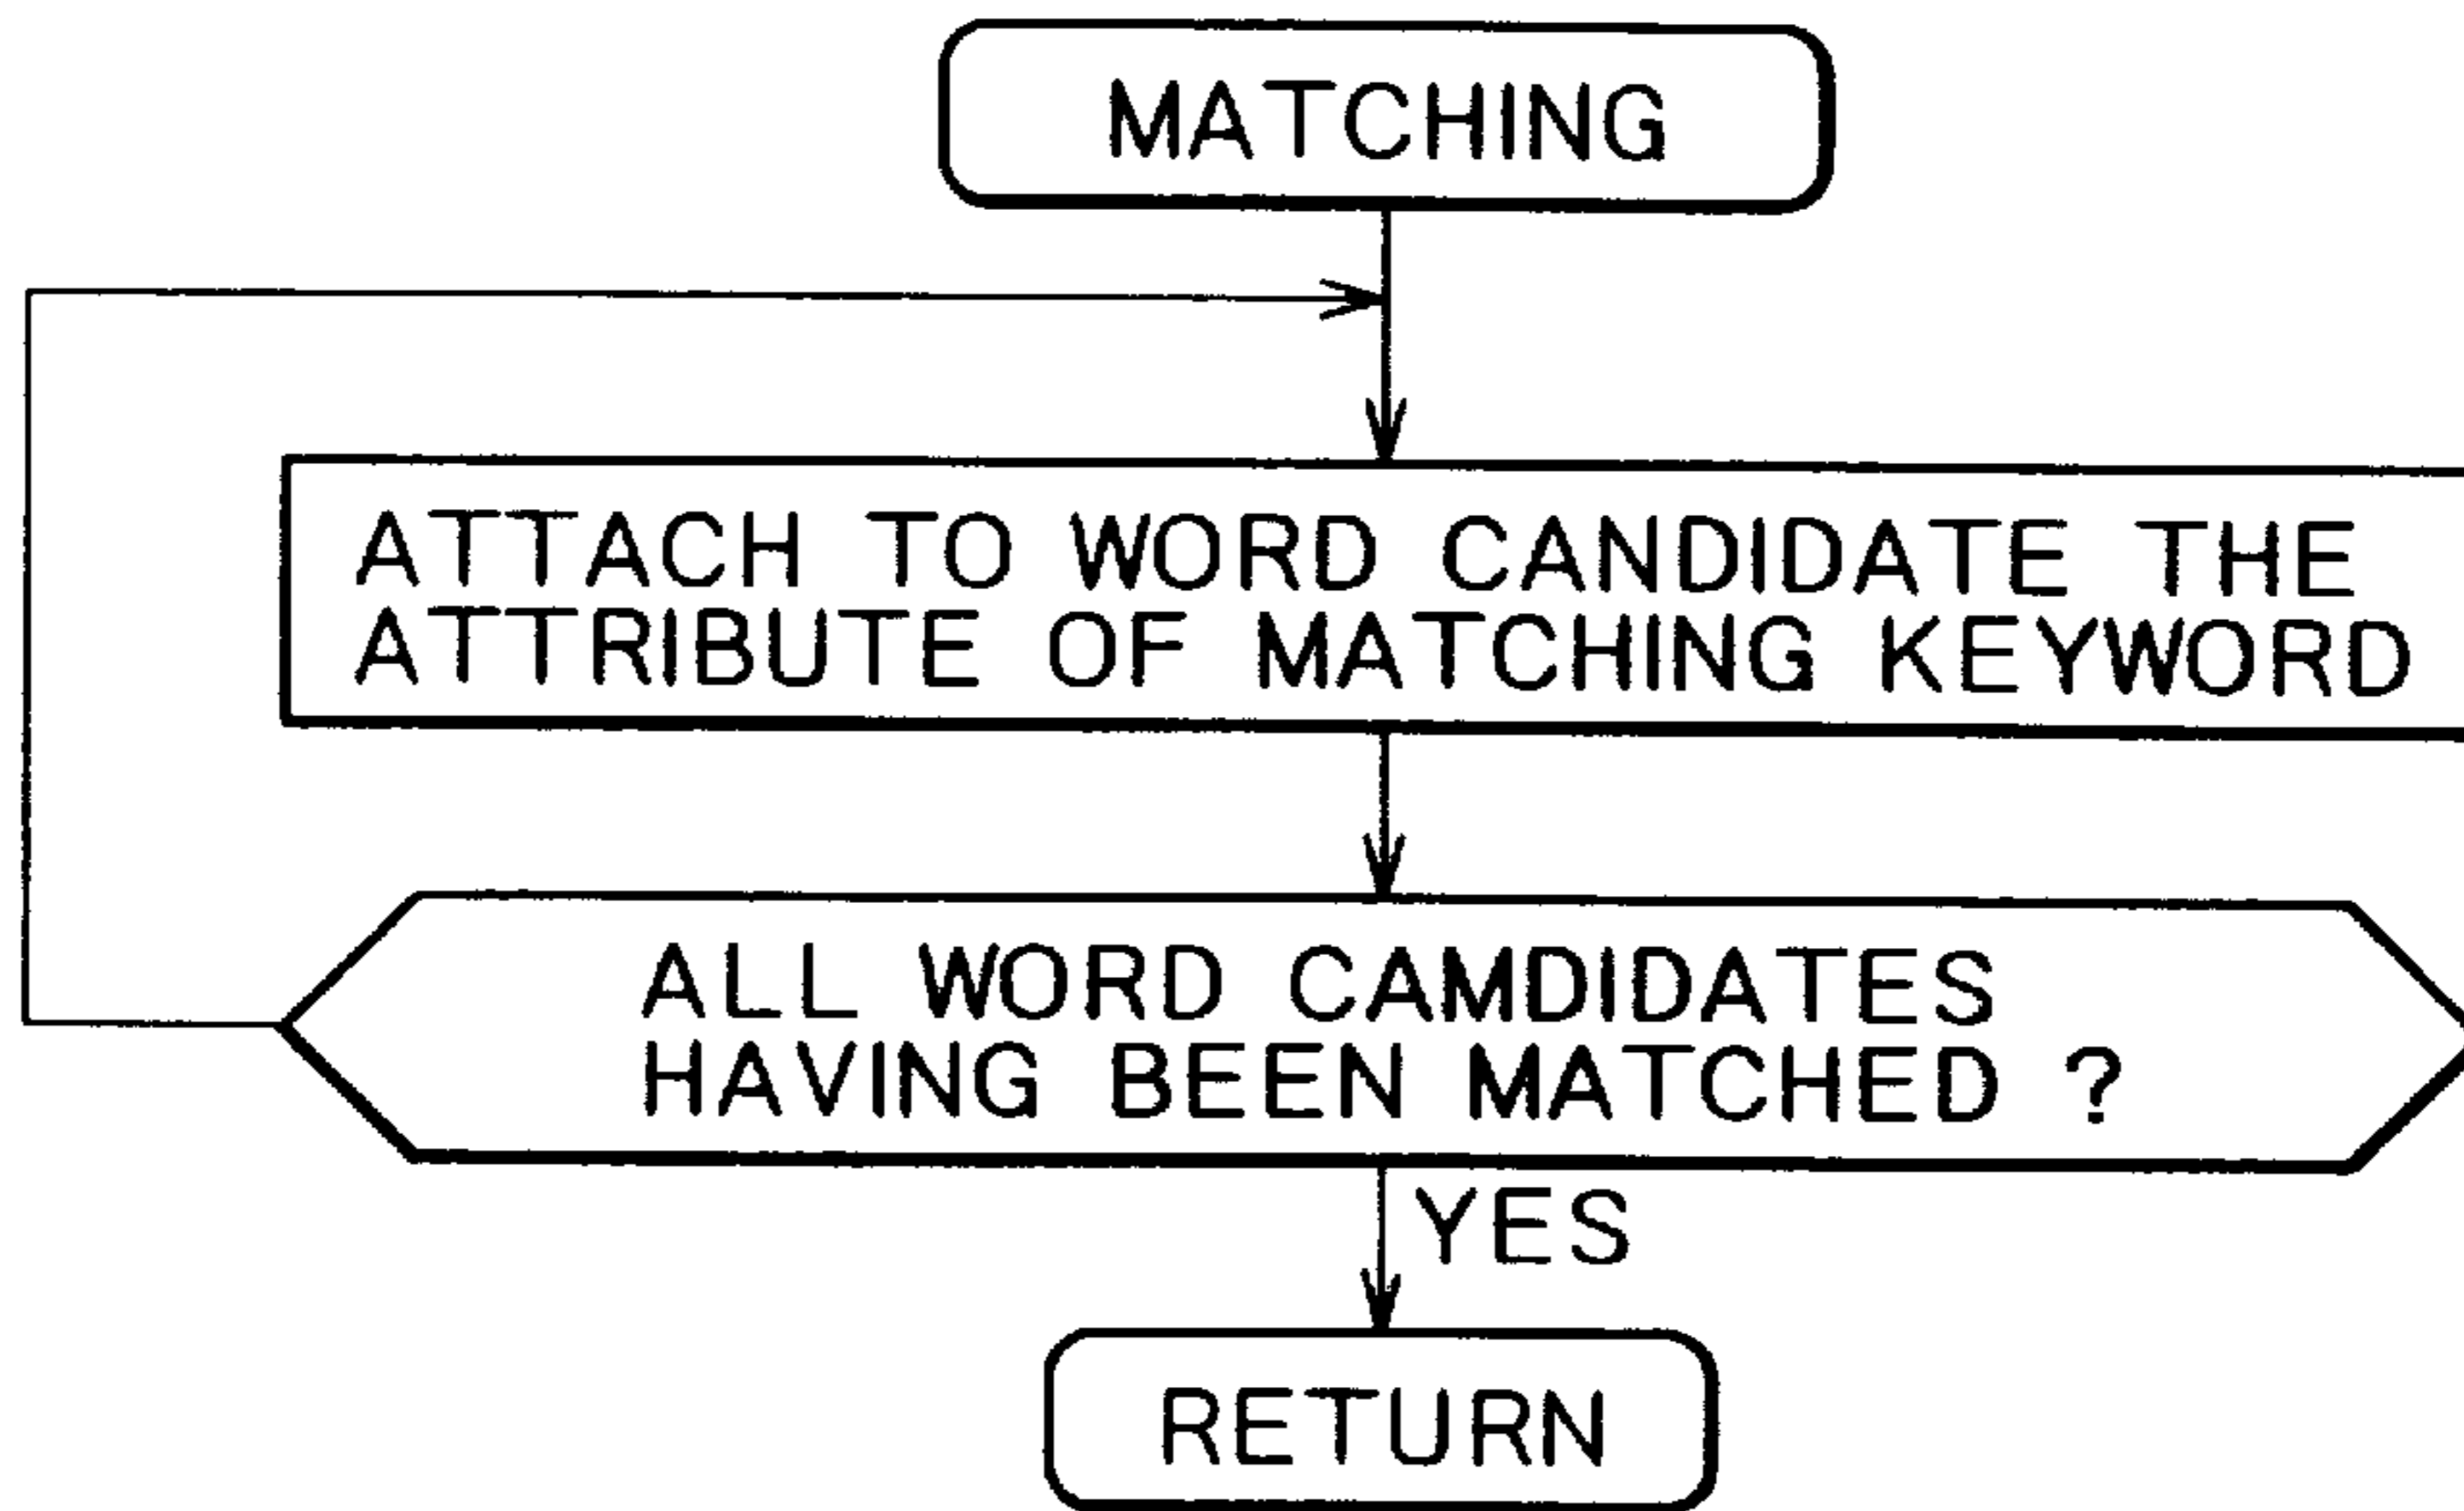 MATCHING
ATTACH TO WORD CANDIDATE THE
ATTRIBUTE OF MATCHING KEYWORD
ALL WORD CAMDIDATES
HAVING BEEN MATCHED ?
YES
RETURN